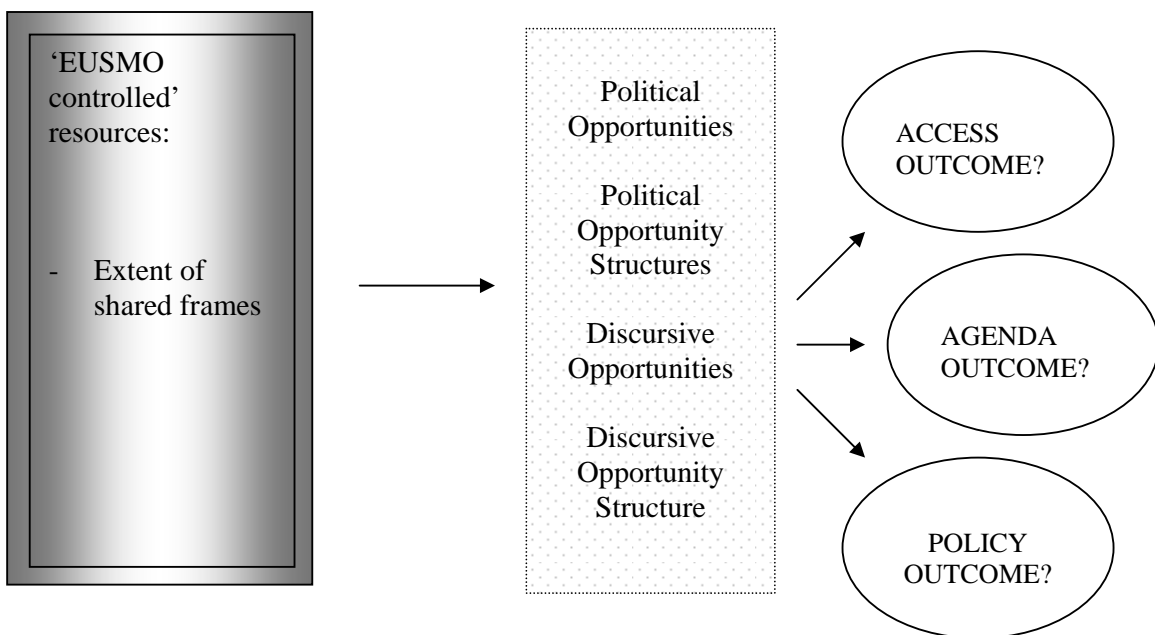 ‘EUSMO
controlled’
resources:
- Extent of
shared frames
Political
Opportunities
Political
Opportunity
Structures
Discursive
Opportunities
Discursive
Opportunity
Structure
ACCESS
OUTCOME?
AGENDA
OUTCOME?
POLICY
OUTCOME?